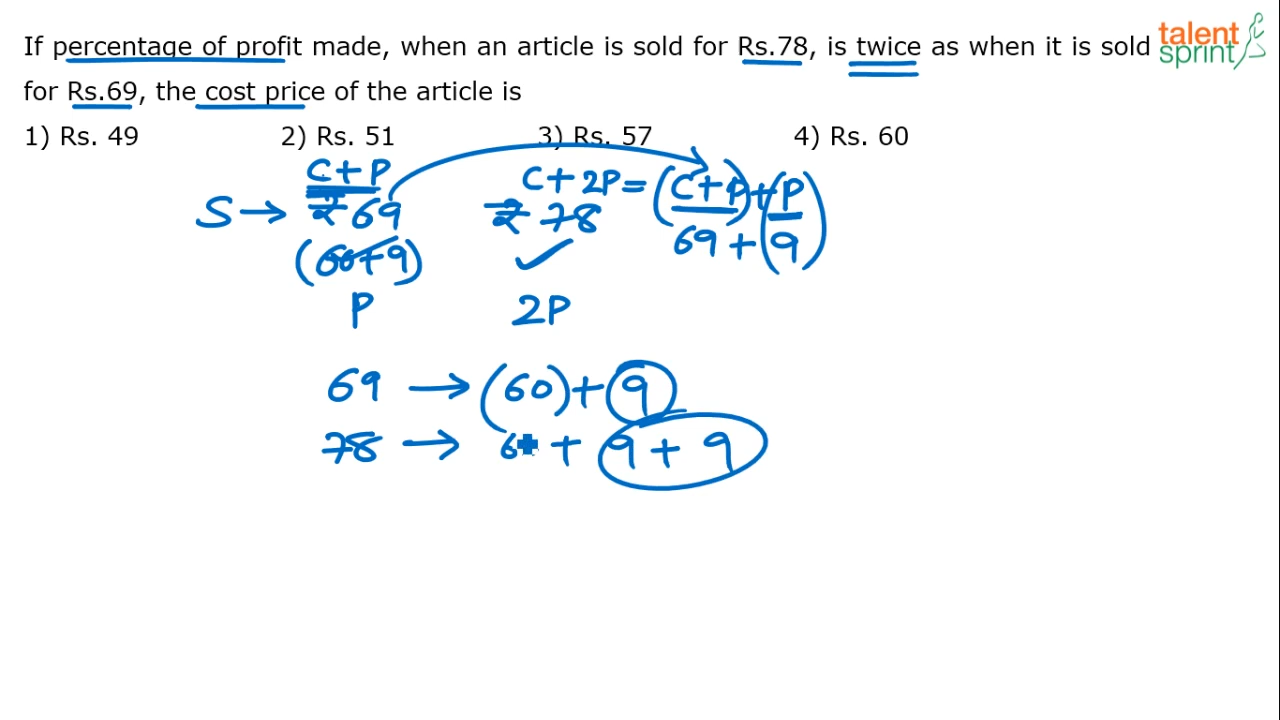 If percentage of profit made, when an article is sold for Rs.78, is twice as when it is sold
talent
sprint
for Rs.69, the cost price of the article is
1) Rs. 49 2) Rs. 51 3) Rs. 57 4) Rs. 60
C+P C+2P=(C+P)+(P
S→ ₹69 ₹78 69+(9)
(60+9) ✓
P 2P
69 → (60)+9
78 → 6 + 9+9